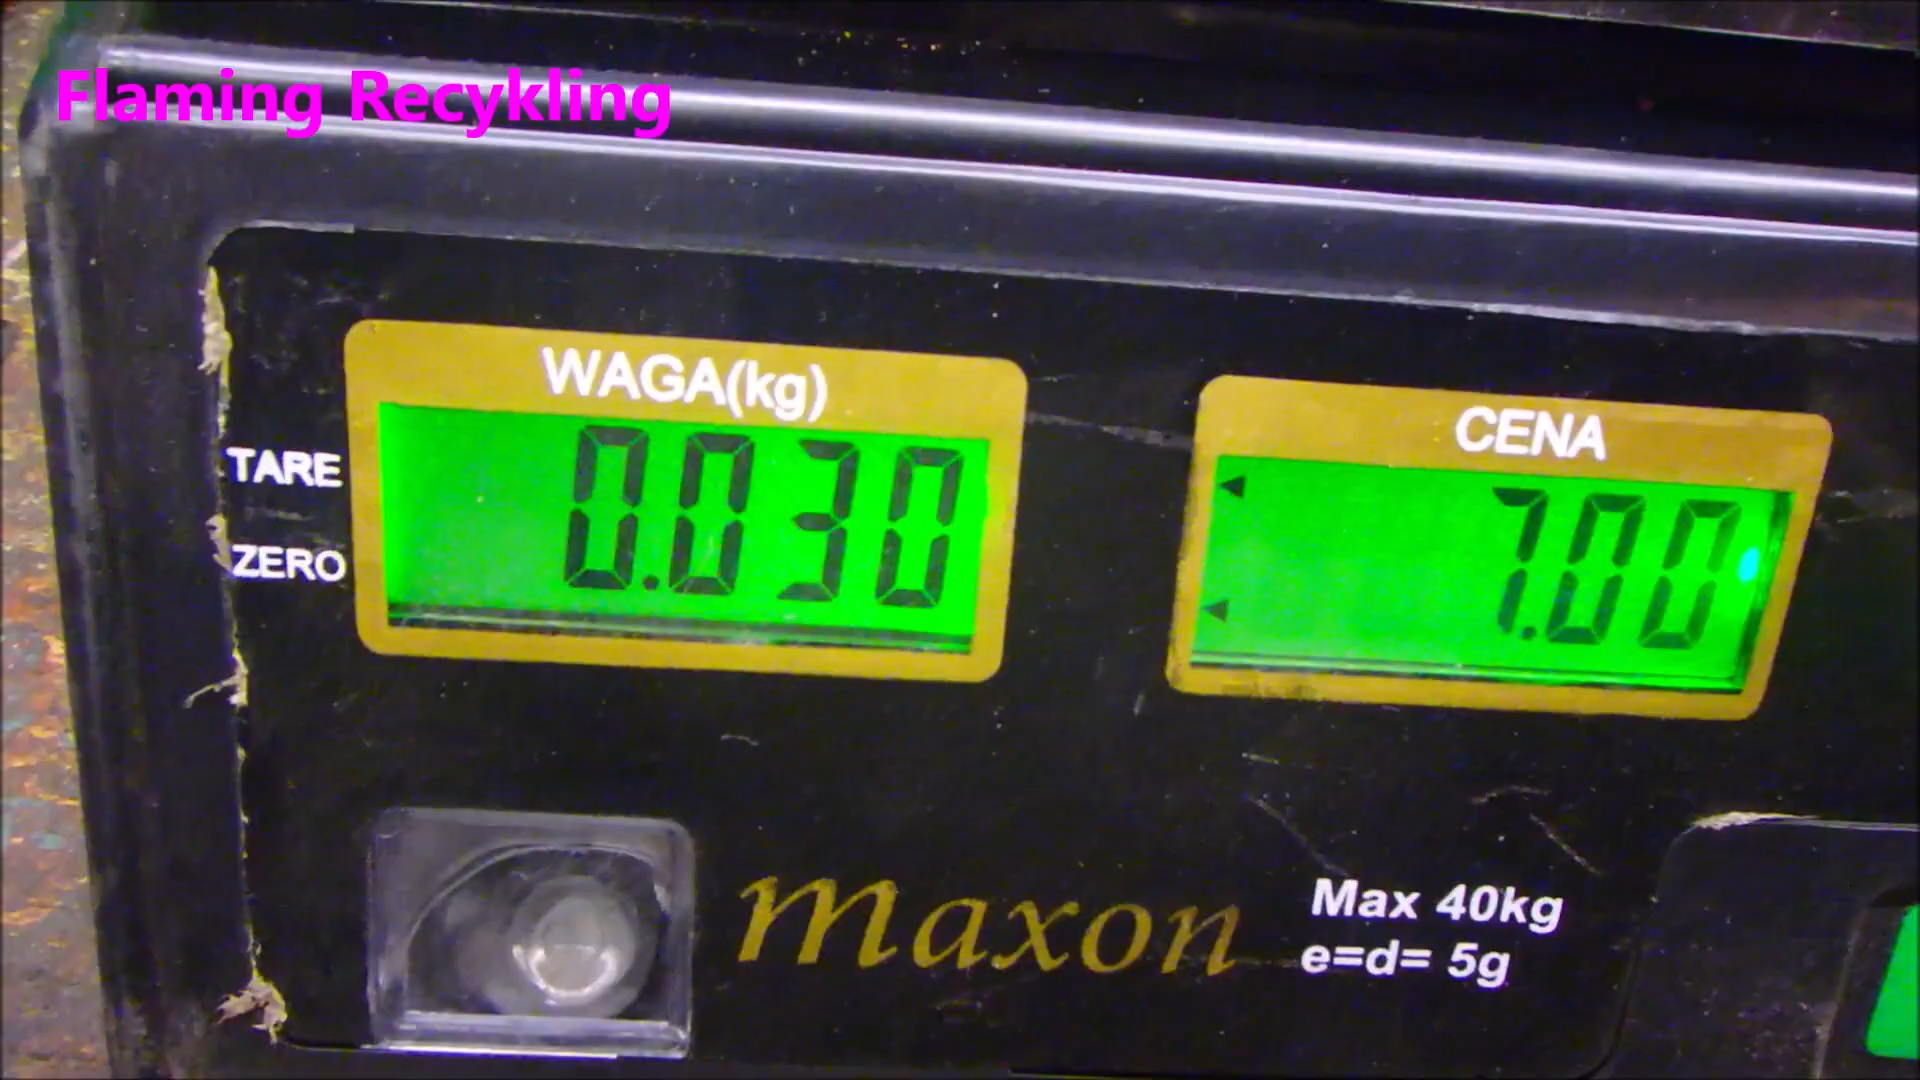 Flaming Recykling
WAGA(kg)
CENA
TARE
0.030
7.00
ZERO
maxon
Max 40kg
e=d= 5g